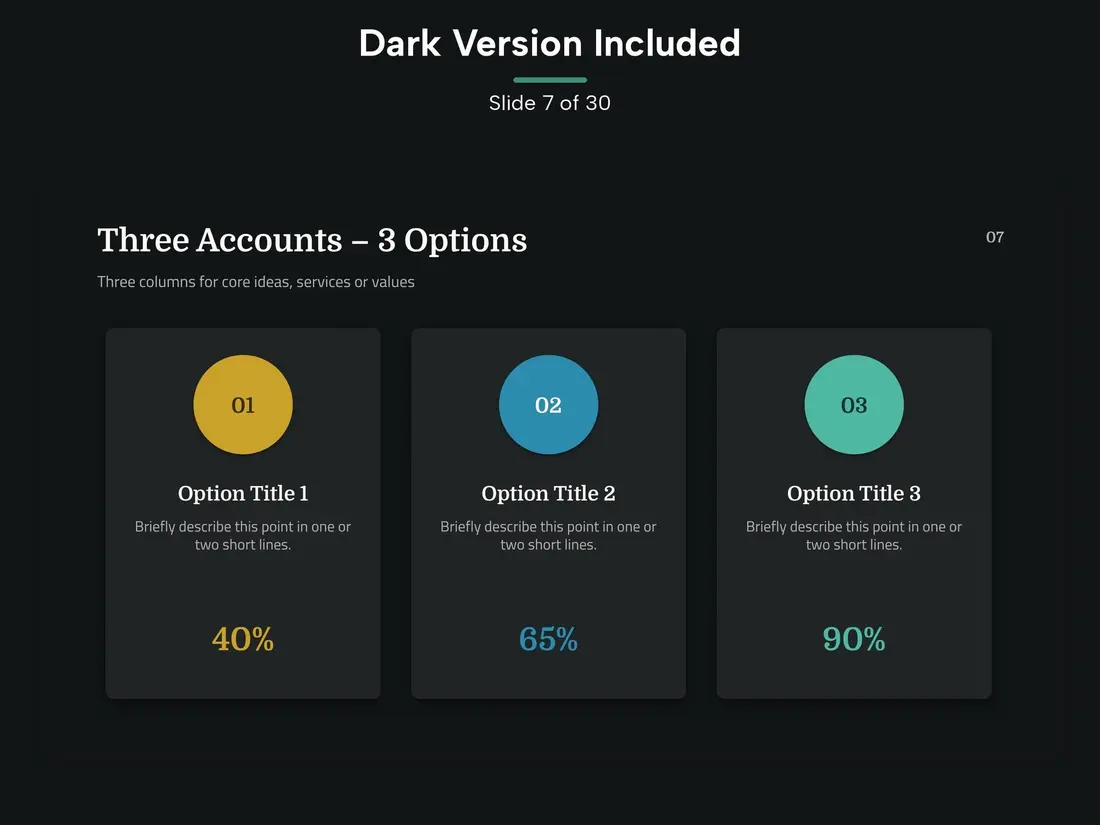 Dark Version Included
Slide 7 of 30
Three Accounts – 3 Options
07
Three columns for core ideas, services or values
01
Option Title 1
Briefly describe this point in one or
two short lines.
40%
02
Option Title 2
Briefly describe this point in one or
two short lines.
65%
03
Option Title 3
Briefly describe this point in one or
two short lines.
90%